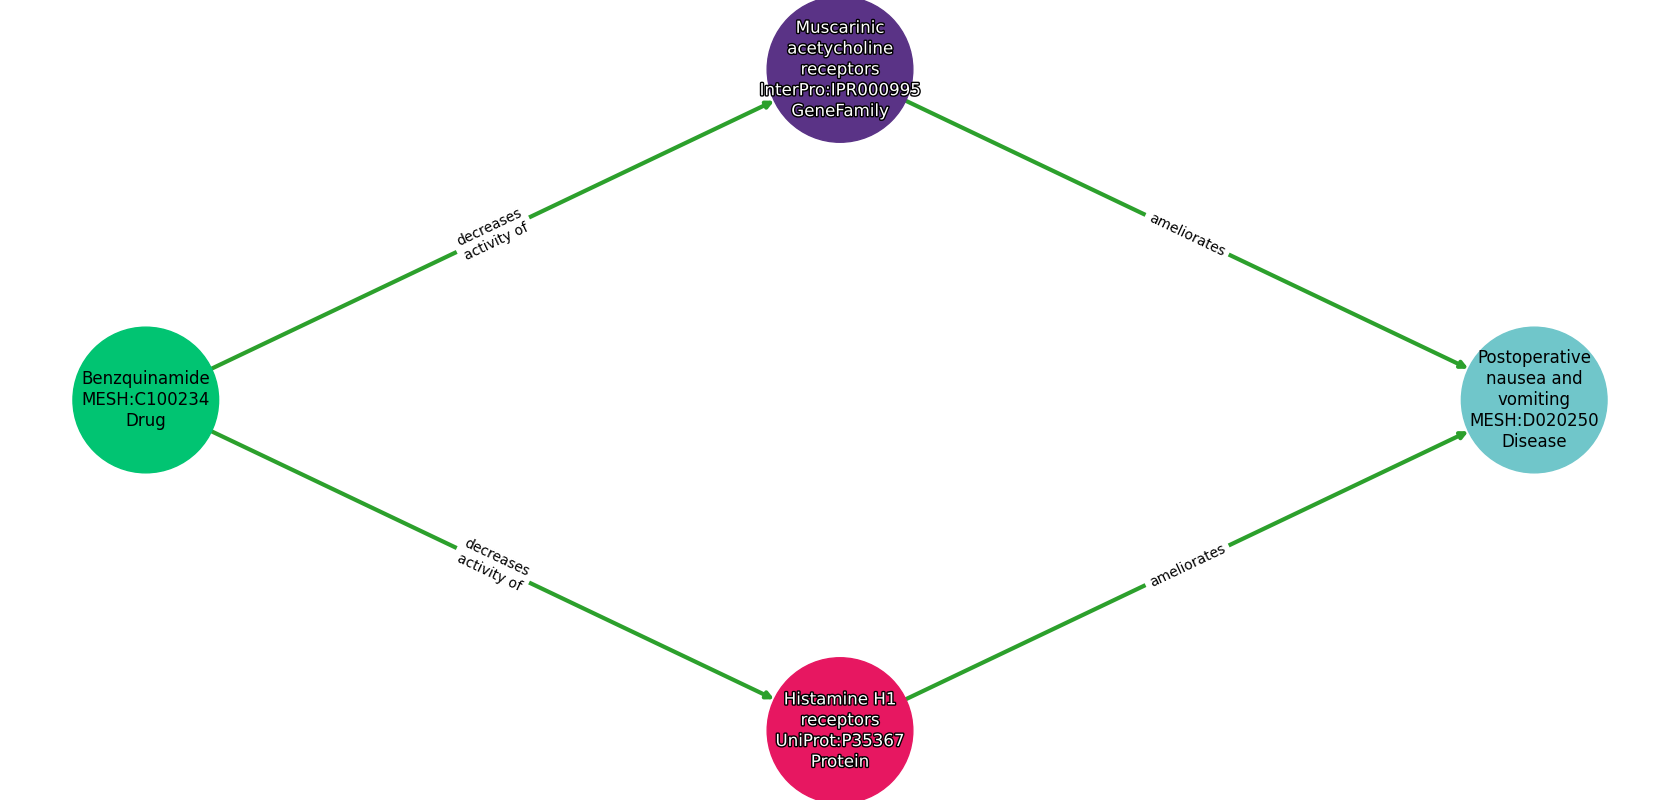 Muscarinic
acetycholine
receptors
InterPro:IPR000995
GeneFamily
decreases
activity of
ameliorates
Benzquinamide
MESH:C100234
Drug
Postoperative
nausea and
vomiting
MESH:D020250
Disease
decreases
activity of
ameliorates
Histamine H1
receptors
UniProt:P35367
Protein